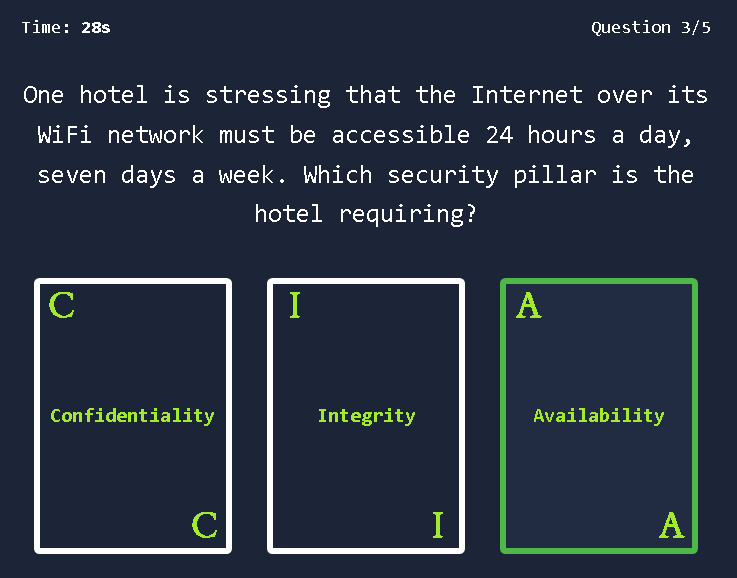 Time: 28s
Question 3/5
One hotel is stressing that the Internet over its
WiFi network must be accessible 24 hours a day,
seven days a week. Which security pillar is the
hotel requiring?
C
Confidentiality
C
I
Integrity
I
A
Availability
A